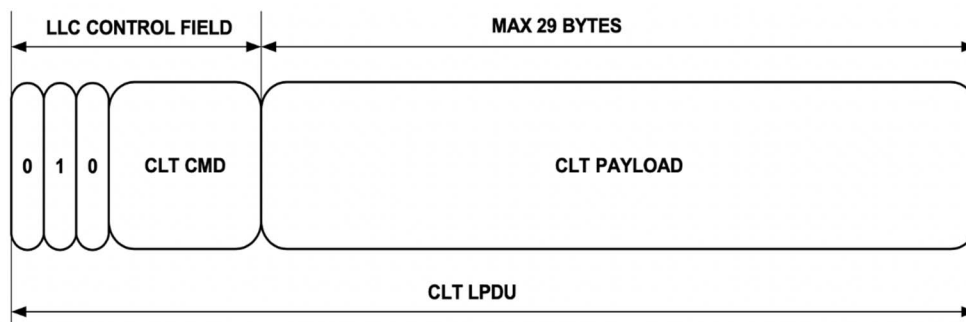 LLC CONTROL FIELD
MAX 29 BYTES
0 1 0 CLT CMD CLT PAYLOAD
CLT LPDU